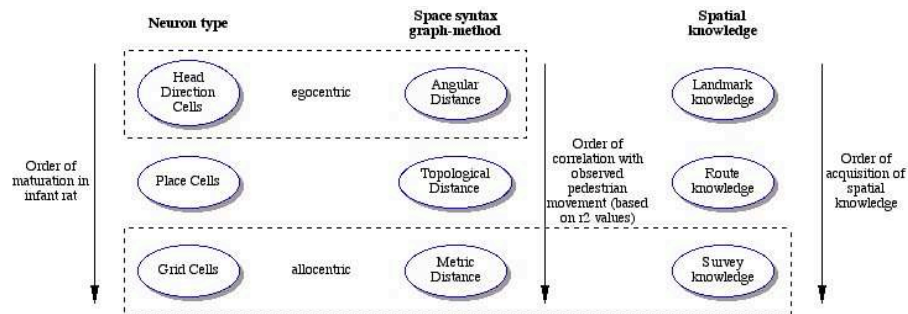 Neuron type
Space syntax
graph-method
Spatial
knowledge
Head
Direction
Cells
egocentric
Angular
Distance
Landmark
knowledge
Order of
maturation in
infant rat
Place Cells
Topological
Distance
Order of
correlation with
observed
pedestrian
movement (based
on r2 values)
Route
knowledge
Order of
acquisition of
spatial
knowledge
Grid Cells
allocentric
Metric
Distance
Survey
knowledge